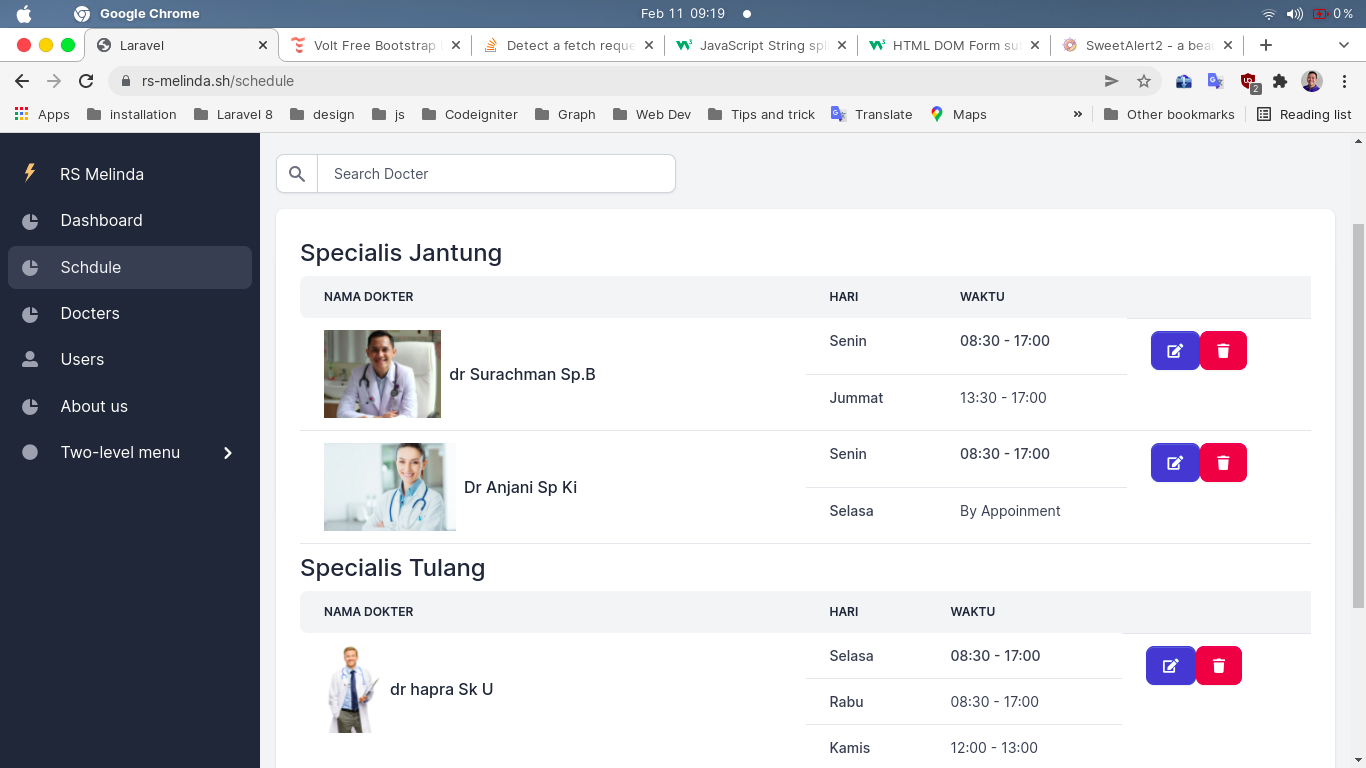 Google Chrome Feb 11 09:19 0%
Laravel Volt Free Bootstrap Detect a fetch reque JavaScript String spl HTML DOM Form su SweetAlert2 - a beau
rs-melinda.sh/schedule 2
Apps installation Laravel 8 design js Codeigniter Graph Web Dev Tips and trick Translate Maps » Other bookmarks Reading list
RS Melinda
Dashboard
Schdule
Docters
Users
About us
Two-level menu
Search Docter
Specialis Jantung
NAMA DOKTER HARI WAKTU
dr Surachman Sp.B
Senin 08:30 - 17:00
Jummat 13:30 - 17:00
Dr Anjani Sp Ki
Senin 08:30 - 17:00
Selasa By Appoinment
Specialis Tulang
NAMA DOKTER HARI WAKTU
dr hapra Sk U
Selasa 08:30 - 17:00
Rabu 08:30 - 17:00
Kamis 12:00 - 13:00